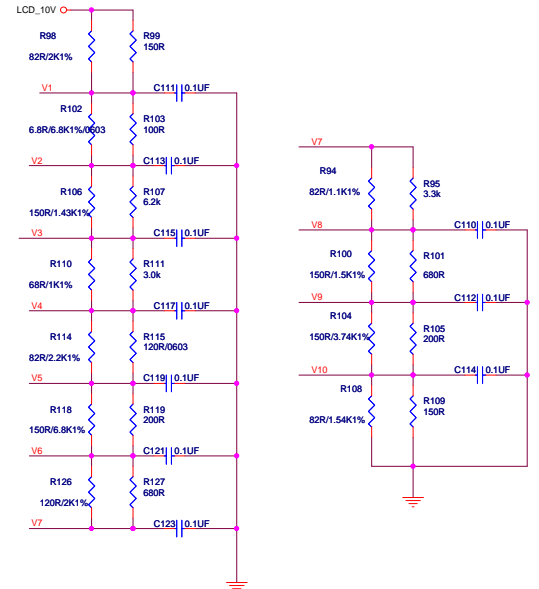 LCD_10V
R98
82R/2K1%
R99
150R
V1
C111
0.1UF
R102
6.8R/6.8K1%/0603
R103
100R
V2
C113
0.1UF
R106
150R/1.43K1%
R107
6.2k
V3
C115
0.1UF
R110
68R/1K1%
R111
3.0k
V4
C117
0.1UF
R114
82R/2.2K1%
R115
120R/0603
V5
C119
0.1UF
R118
150R/6.8K1%
R119
200R
V6
C121
0.1UF
R126
120R/2K1%
R127
680R
V7
C123
0.1UF
V7
R94
82R/1.1K1%
R95
3.3k
V8
C110
0.1UF
R100
150R/1.5K1%
R101
680R
V9
C112
0.1UF
R104
150R/3.74K1%
R105
200R
V10
C114
0.1UF
R108
82R/1.54K1%
R109
150R